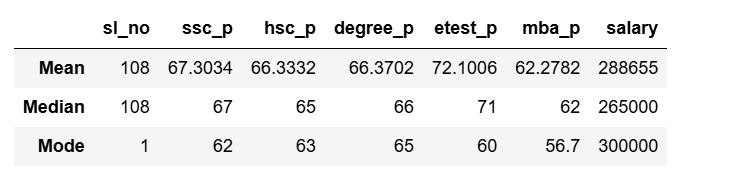 sl_no ssc_p hsc_p degree_p etest_p mba_p salary
Mean 108 67.3034 66.3332 66.3702 72.1006 62.2782 288655
Median 108 67 65 66 71 62 265000
Mode 1 62 63 65 60 56.7 300000